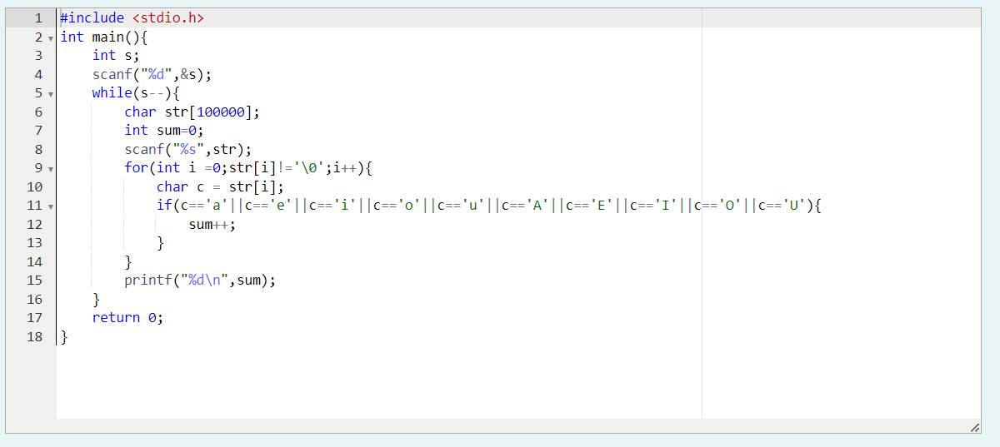 1 #include <stdio.h>
2 int main(){
3     int s;
4     scanf("%d",&s);
5     while(s--){
6         char str[100000];
7         int sum=0;
8         scanf("%s",str);
9         for(int i =0;str[i]!='\0';i++){
10             char c = str[i];
11             if(c=='a'||c=='e'||c=='i'||c=='o'||c=='u'||c=='A'||c=='E'||c=='I'||c=='O'||c=='U'){
12                 sum++;
13             }
14         }
15         printf("%d\n",sum);
16     }
17     return 0;
18 }